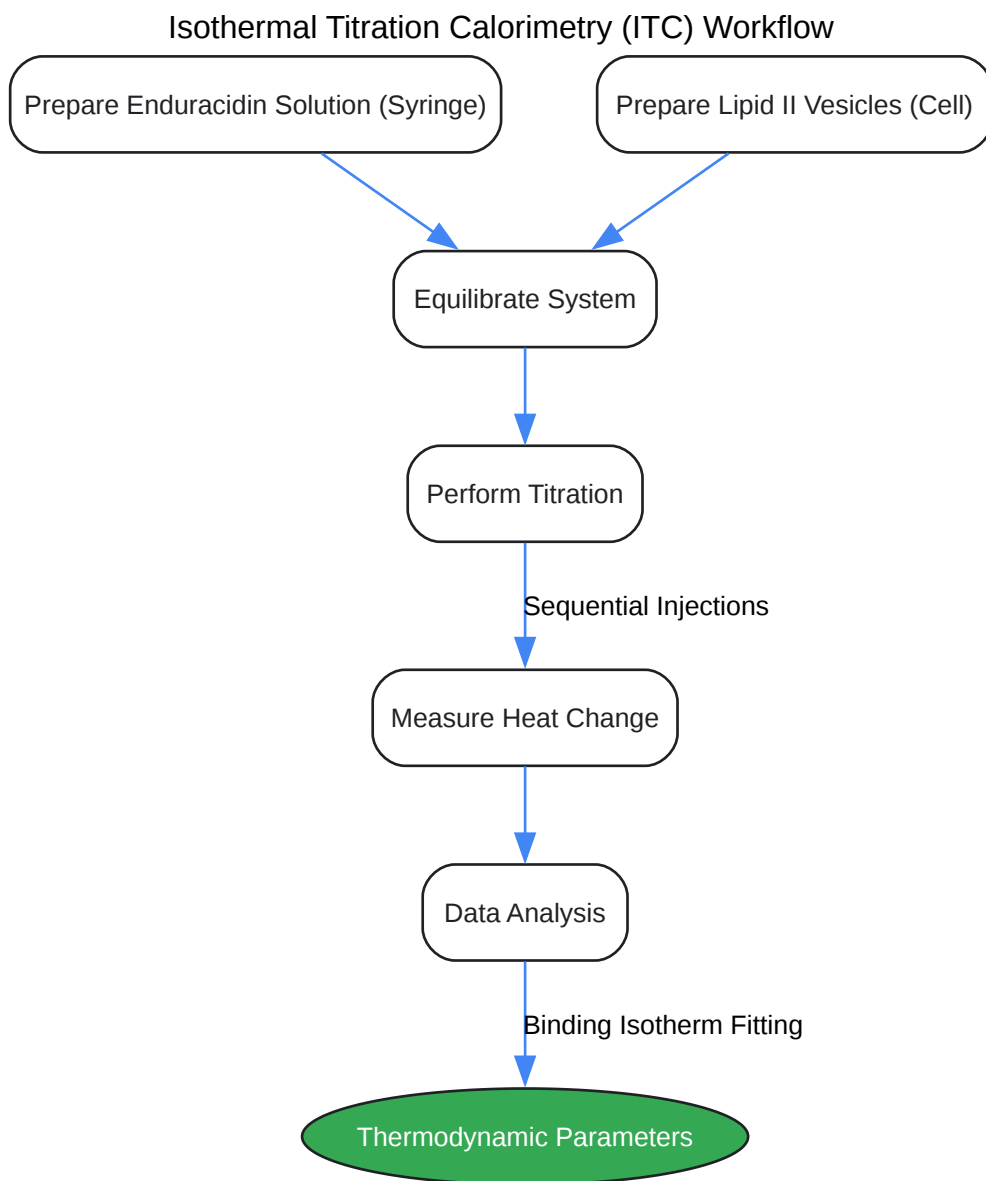 Isothermal Titration Calorimetry (ITC) Workflow
Prepare Enduracidin Solution (Syringe)
Prepare Lipid II Vesicles (Cell)
Equilibrate System
Perform Titration
Sequential Injections
Measure Heat Change
Data Analysis
Binding Isotherm Fitting
Thermodynamic Parameters